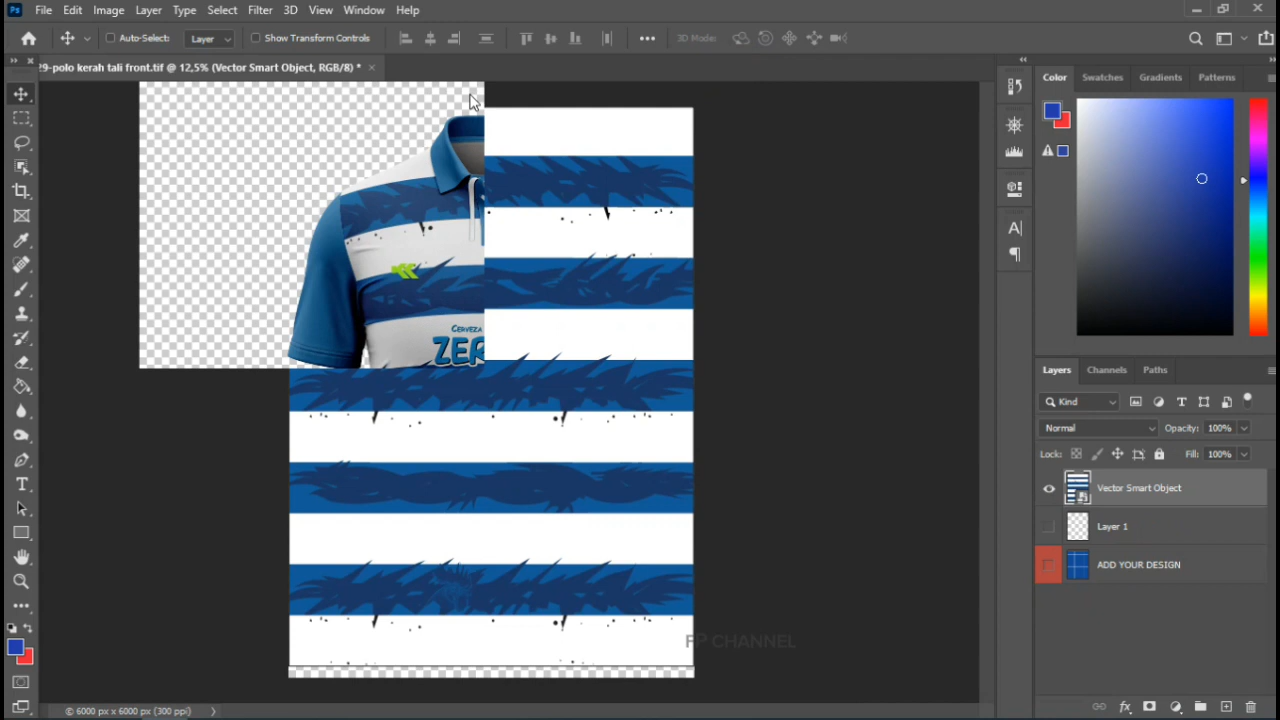 Ps File Edit Image Layer Type Select Filter 3D View Window Help
Auto-Select: Layer Show Transform Controls 3D Mode:
29-polo kerah tali front.tif @ 12,5% (Vector Smart Object, RGB/8) *
Color Swatches Gradients Patterns
CERVEZA
ZER
Layers Channels Paths
Kind
Normal Opacity: 100%
Lock: Fill: 100%
Vector Smart Object
Layer 1
ADD YOUR DESIGN
FP CHANNEL
6000 px x 6000 px (300 ppi)